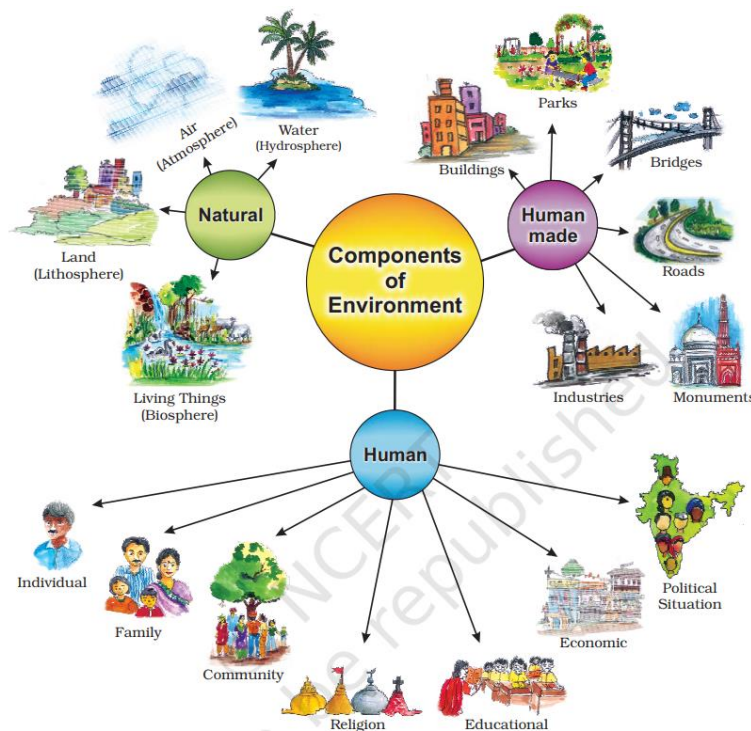 Air
(Atmosphere)
Water
(Hydrosphere)
Land
(Lithosphere)
Natural
Living Things
(Biosphere)
Components
of
Environment
Parks
Buildings
Bridges
Human
made
Roads
Industries
Monuments
Human
Individual
Family
Community
Religion
Educational
Economic
Political
Situation
NCERT
be republished